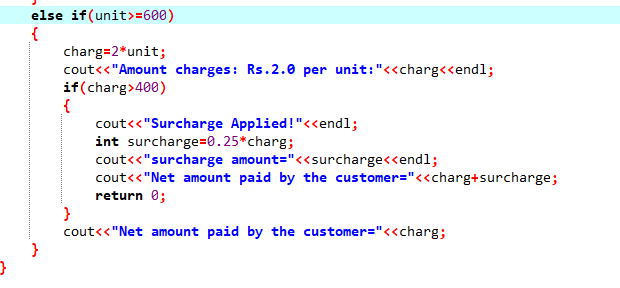 }
else if(unit>=600)
{
charg=2*unit;
cout<<"Amount charges: Rs.2.0 per unit:"<<charg<<endl;
if(charg>400)
{
cout<<"Surcharge Applied!"<<endl;
int surcharge=0.25*charg;
cout<<"surcharge amount="<<surcharge<<endl;
cout<<"Net amount paid by the customer="<<charg+surcharge;
return 0;
}
cout<<"Net amount paid by the customer="<<charg;
}
}